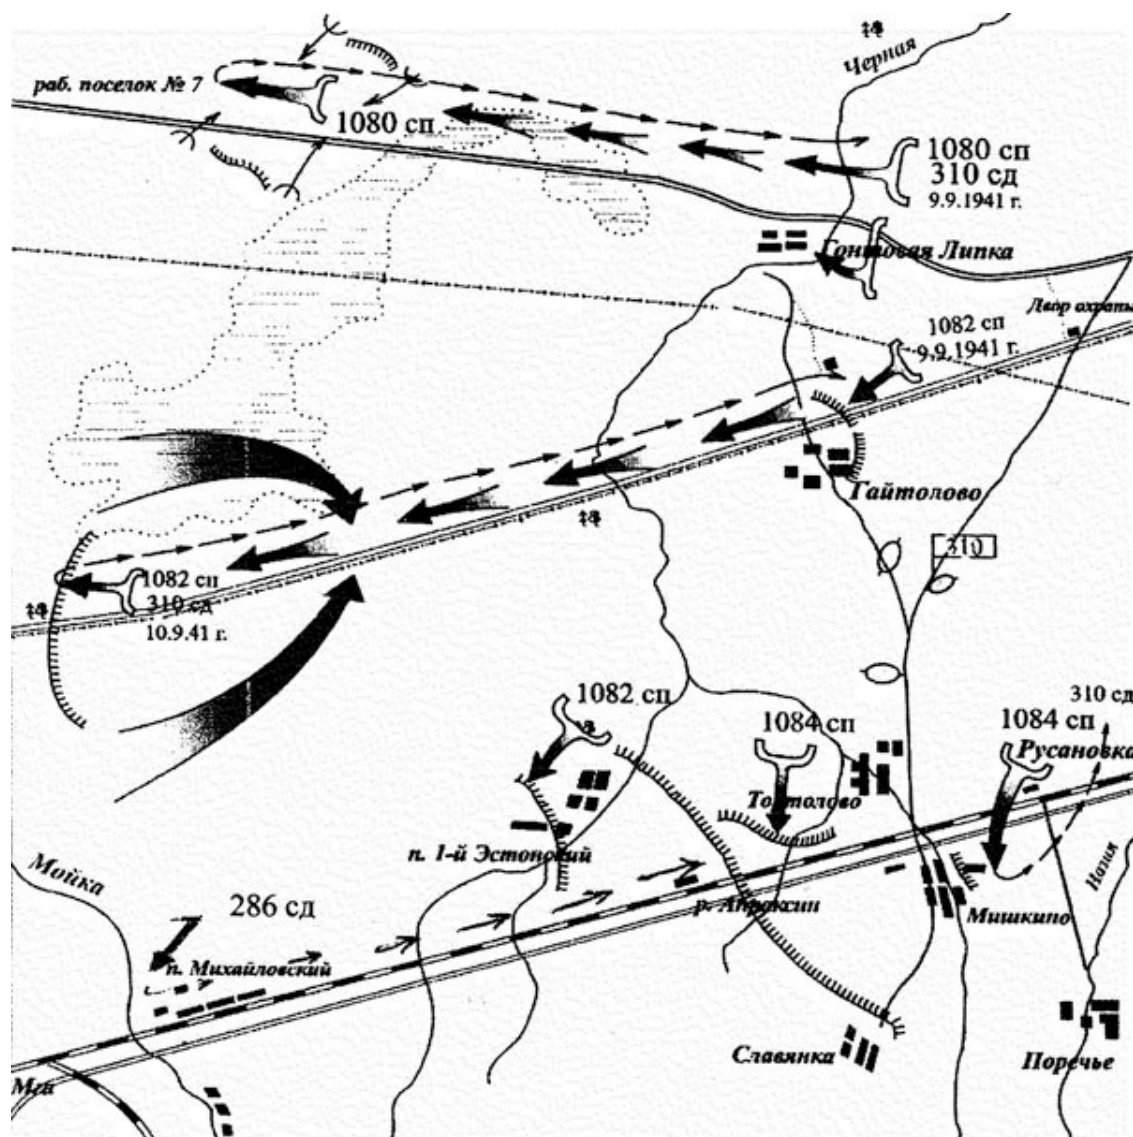 Черная
раб. поселок № 7
1080 сп
1080 сп
310 сд
9.9.1941 г.
Гонтовая Липка
Двор охраны
1082 сп
9.9.1941 г.
Гайтолово
310
1082 сп
310 сд
10.9.41 г.
1082 сп
1084 сп
310 сд
1084 сп
Русановка
Тортолово
п. 1-й Эстонский
Мойка
286 сд
р. Апраксин
Мишкино
Назия
п. Михайловский
Славянка
Поречье
Мга